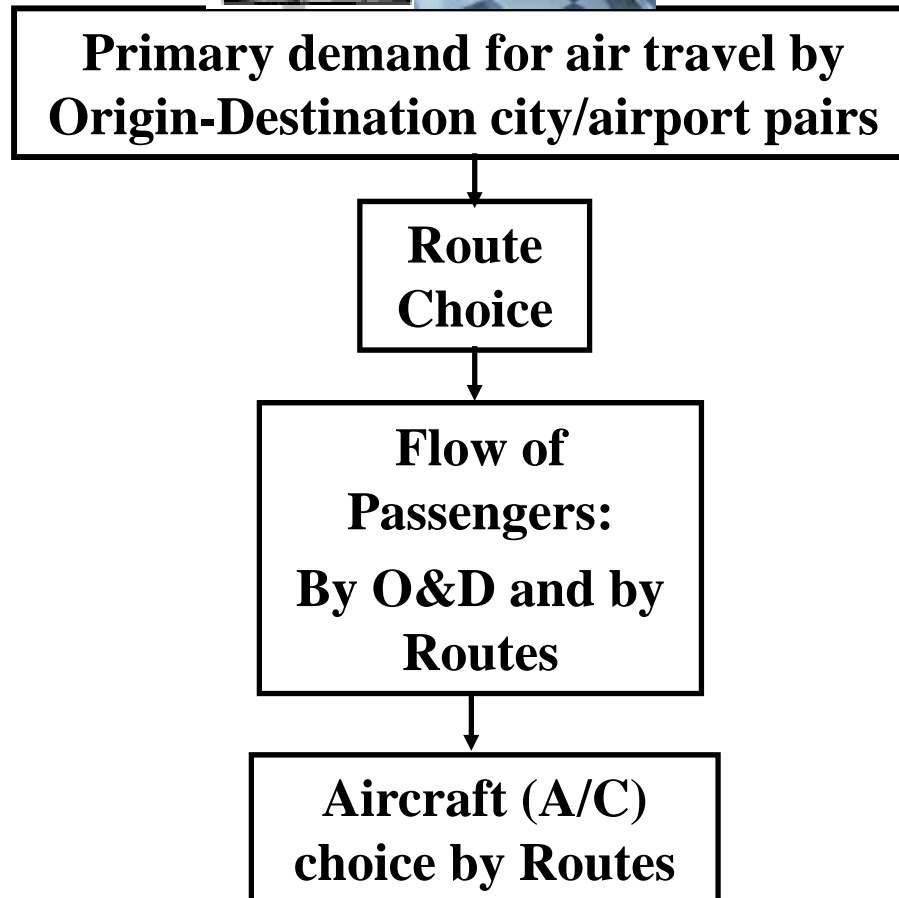 Primary demand for air travel by
Origin-Destination city/airport pairs
Route
Choice
Flow of
Passengers:
By O&D and by
Routes
Aircraft (A/C)
choice by Routes